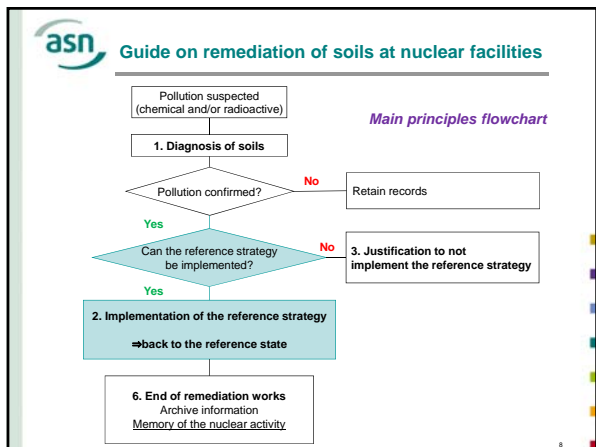 asn
Guide on remediation of soils at nuclear facilities
Pollution suspected
(chemical and/or radioactive)
Main principles flowchart
1. Diagnosis of soils
Pollution confirmed?
No
Retain records
Yes
Can the reference strategy
be implemented?
No
3. Justification to not
implement the reference strategy
Yes
2. Implementation of the reference strategy
⇒back to the reference state
6. End of remediation works
Archive information
Memory of the nuclear activity
8